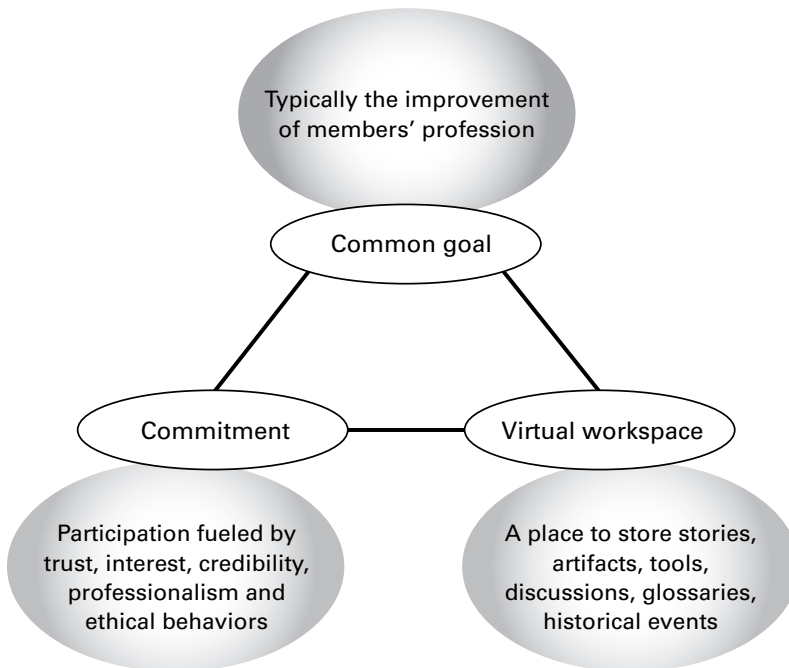 Typically the improvement
of members’ profession
Common goal
Commitment
Virtual workspace
Participation fueled by
trust, interest, credibility,
professionalism and
ethical behaviors
A place to store stories,
artifacts, tools,
discussions, glossaries,
historical events